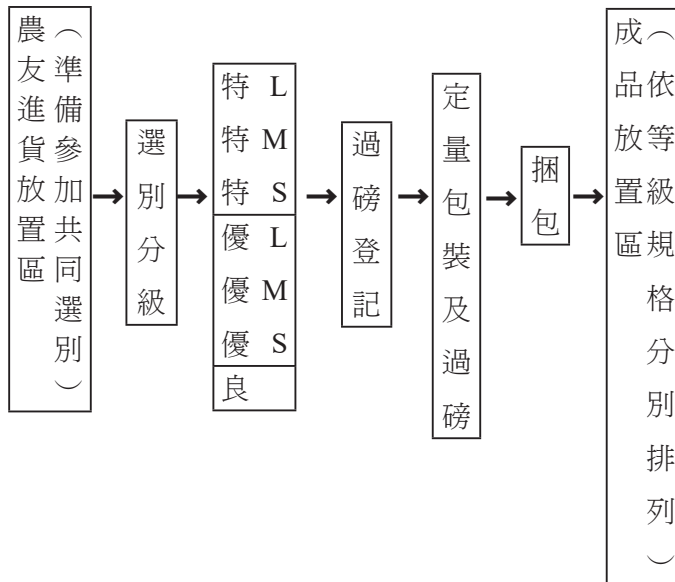 農友進貨放置區
（準備參加共同選別）
選別分級
特 L
特 M
特 S
優 L
優 M
優 S
良
過磅登記
定量包裝及過磅
捆包
成品放置區
（依等級規格分別排列）